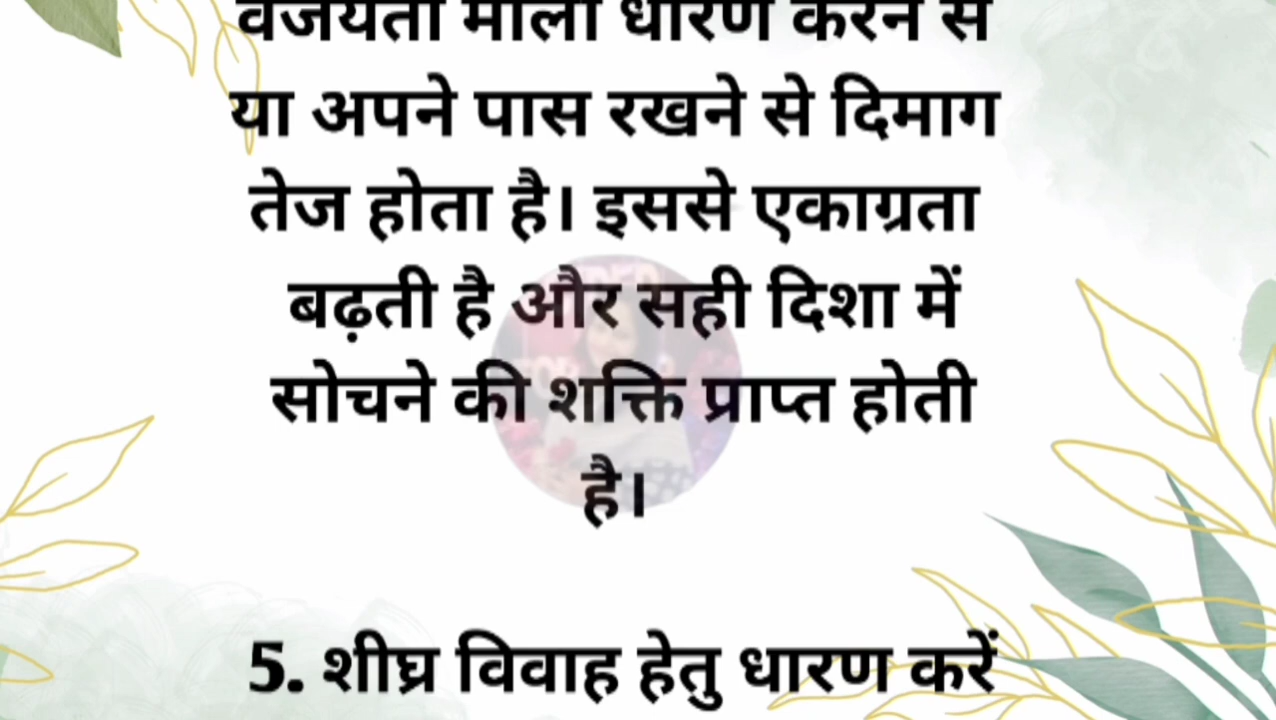 वैजयंती माला धारण करने से
या अपने पास रखने से दिमाग
तेज होता है। इससे एकाग्रता
बढ़ती है और सही दिशा में
सोचने की शक्ति प्राप्त होती
है।
5. शीघ्र विवाह हेतु धारण करें